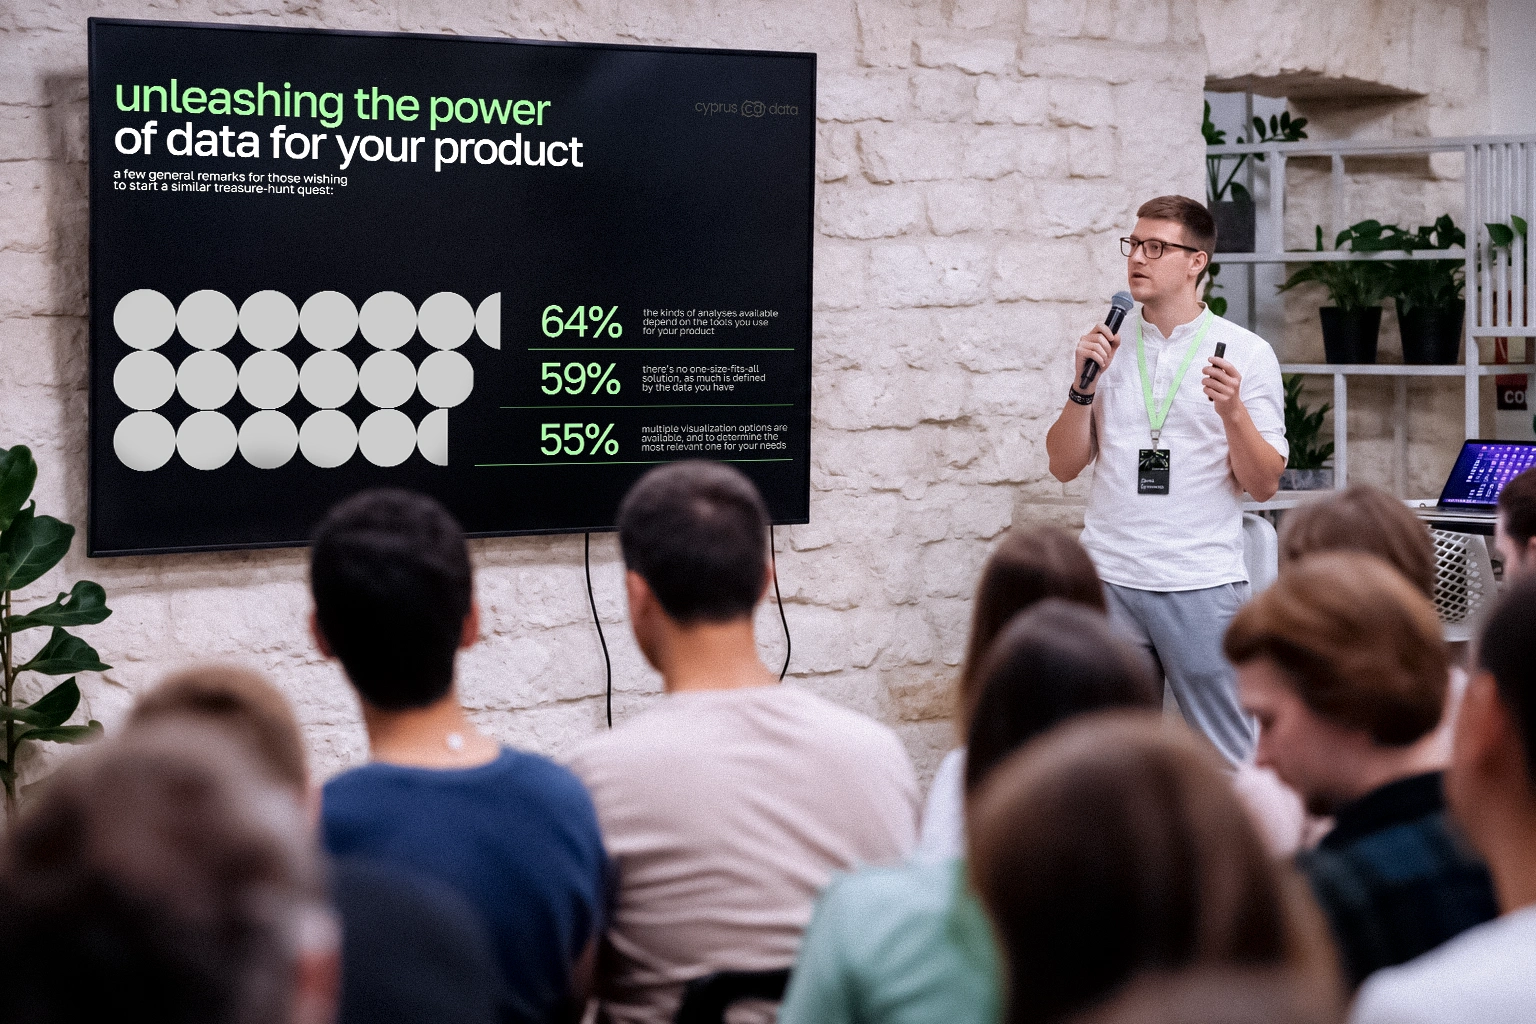 unleashing the power
of data for your product
cyprus cd data
a few general remarks for those wishing
to start a similar treasure-hunt quest:
64%
the kinds of analyses available
depend on the tools you use
for your product
59%
there's no one-size-fits-all
solution, as much is defined
by the data you have
55%
multiple visualization options are
available, and to determine the
most relevant one for your needs
CO